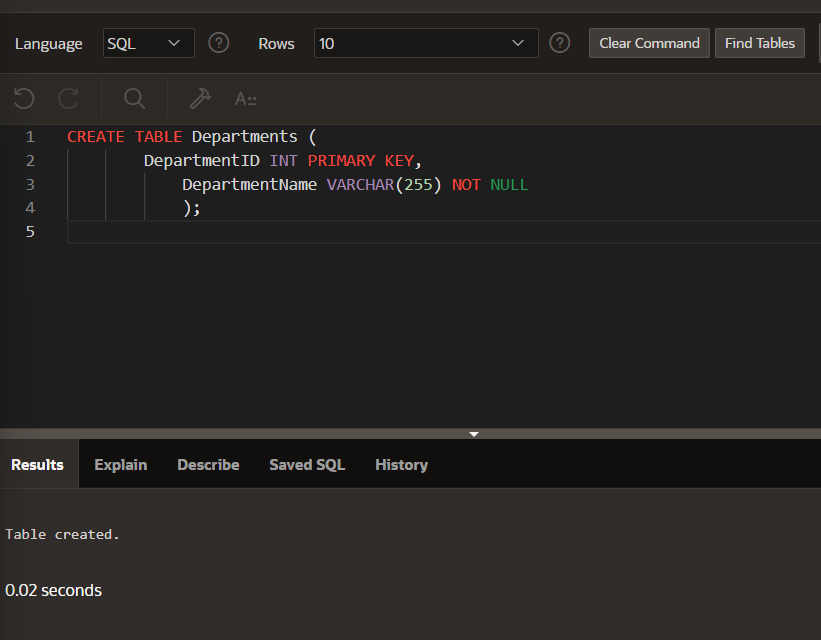 Language SQL ? Rows 10 ? Clear Command Find Tables
A::
1 CREATE TABLE Departments (
2 DepartmentID INT PRIMARY KEY,
3 DepartmentName VARCHAR(255) NOT NULL
4 );
5
Results Explain Describe Saved SQL History
Table created.
0.02 seconds